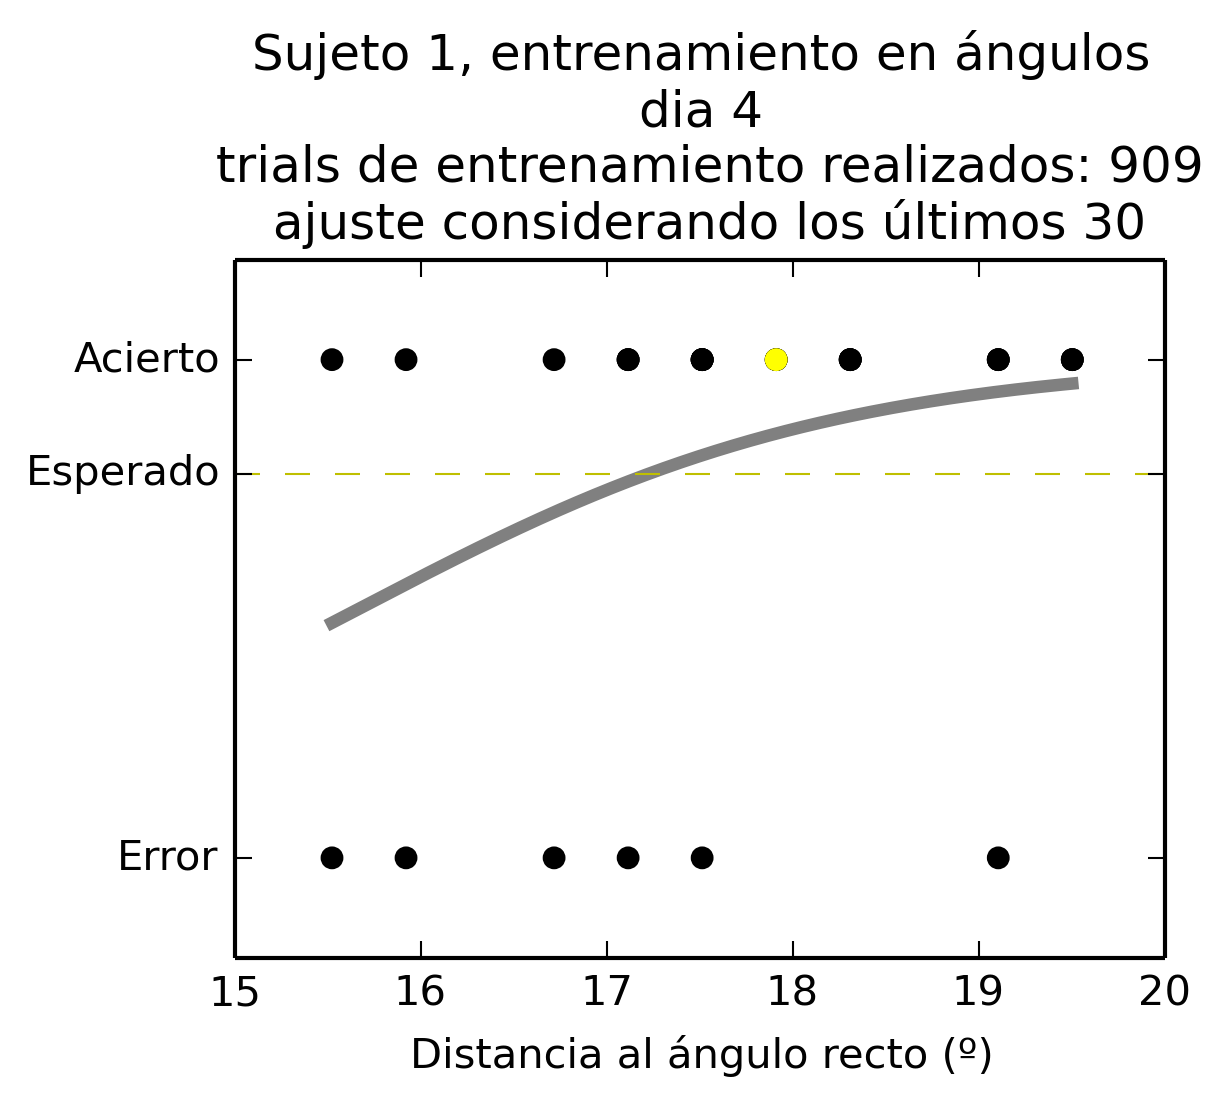 Sujeto 1, entrenamiento en ángulos
dia 4
trials de entrenamiento realizados: 909
ajuste considerando los últimos 30
Acierto
Esperado
Error
15 16 17 18 19 20
Distancia al ángulo recto (º)